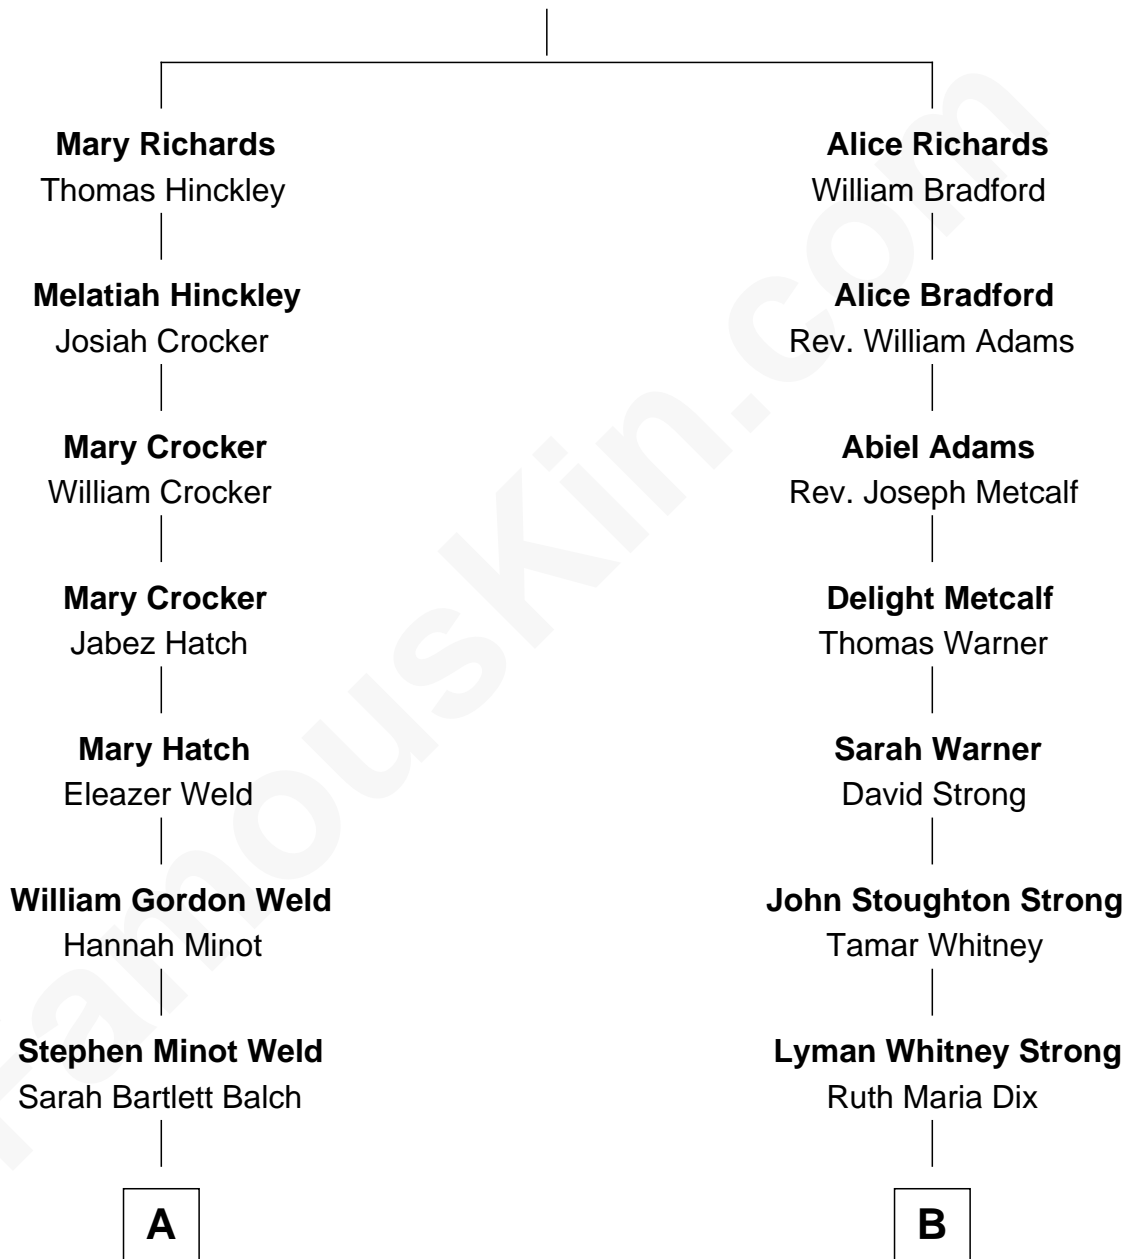 Mary Richards
Thomas Hinckley
Melatiah Hinckley
Josiah Crocker
Mary Crocker
William Crocker
Mary Crocker
Jabez Hatch
Mary Hatch
Eleazer Weld
William Gordon Weld
Hannah Minot
Stephen Minot Weld
Sarah Bartlett Balch
A
Alice Richards
William Bradford
Alice Bradford
Rev. William Adams
Abiel Adams
Rev. Joseph Metcalf
Delight Metcalf
Thomas Warner
Sarah Warner
David Strong
John Stoughton Strong
Tamar Whitney
Lyman Whitney Strong
Ruth Maria Dix
B
FamousKin.com